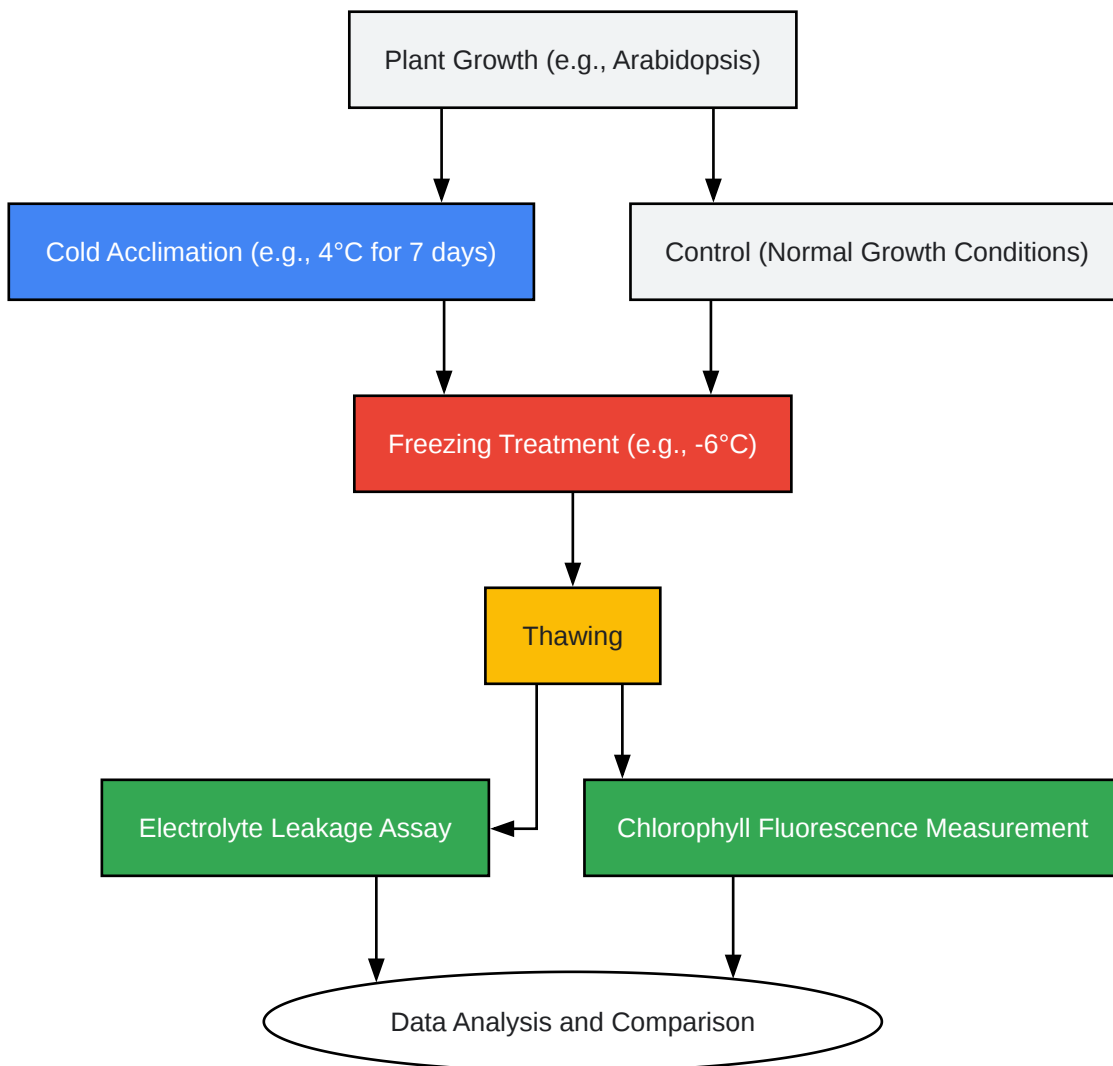 Plant Growth (e.g., Arabidopsis)
Cold Acclimation (e.g., 4°C for 7 days)
Control (Normal Growth Conditions)
Freezing Treatment (e.g., -6°C)
Thawing
Electrolyte Leakage Assay
Chlorophyll Fluorescence Measurement
Data Analysis and Comparison